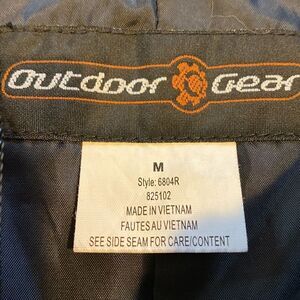 Outdoor Gear
M
Style: 6804R
825102
MADE IN VIETNAM
FAUTES AU VIETNAM
SEE SIDE SEAM FOR CARE/CONTENT